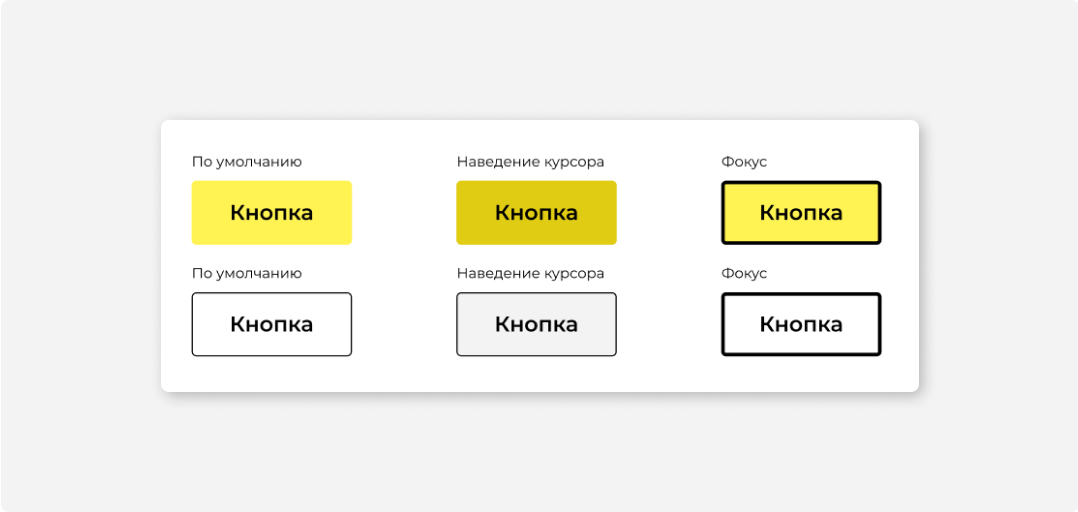 По умолчанию
Наведение курсора
Фокус
Кнопка
Кнопка
Кнопка
По умолчанию
Наведение курсора
Фокус
Кнопка
Кнопка
Кнопка